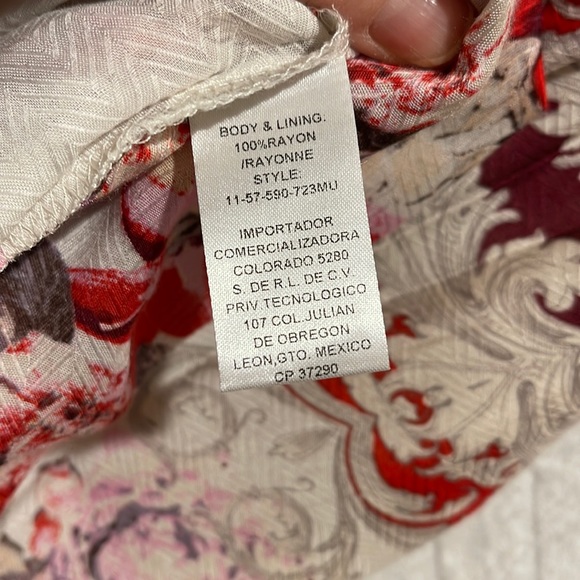 BODY & LINING:
100%RAYON
/RAYONNE
STYLE:
11-57-590-723MU
IMPORTADOR
COMERCIALIZADORA
COLORADO 5280
S. DE R.L. DE C.V.
PRIV.TECNOLOGICO
107 COL.JULIAN
DE OBREGON
LEON,GTO. MEXICO
CP 37290